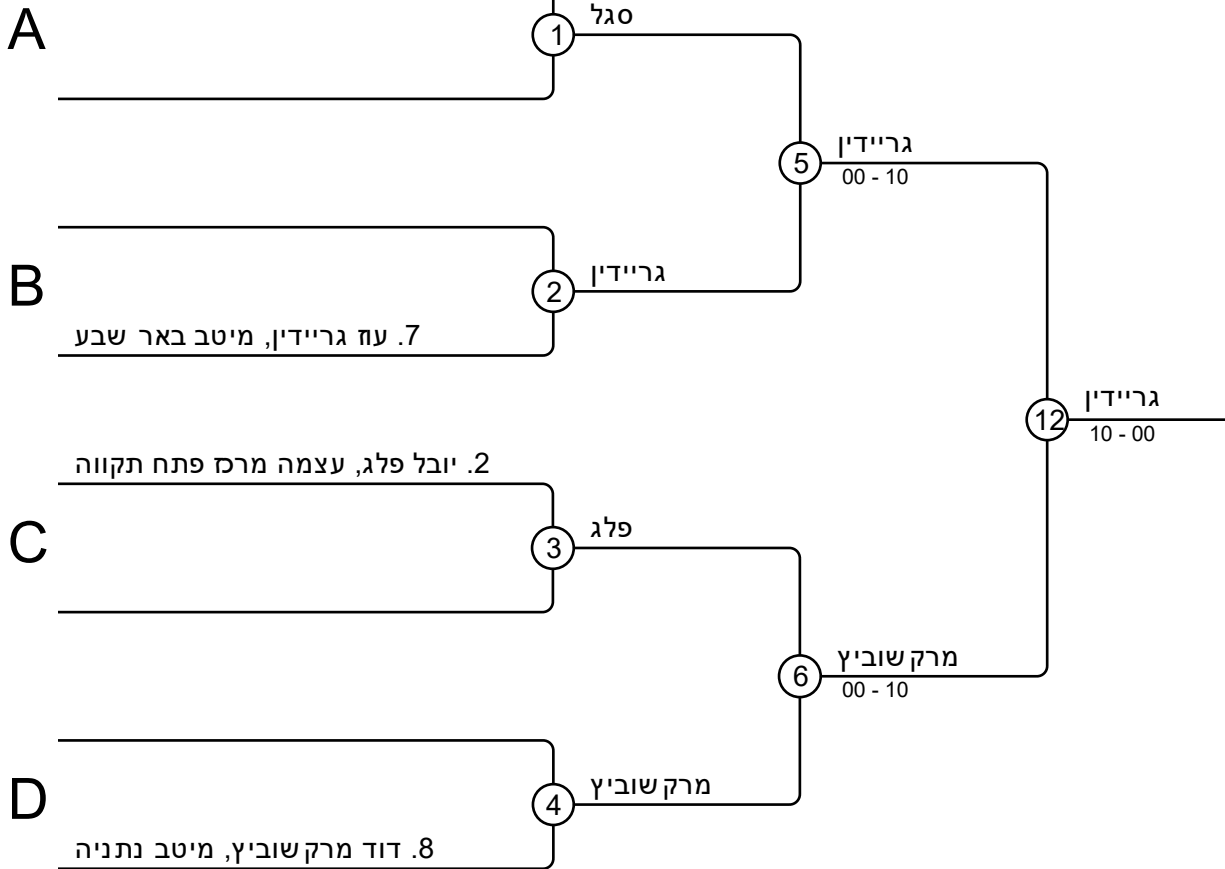 A
1
סגל
5
גריידין
00 - 10
B
2
גריידין
7. עוז גריידין, מיטב באר שבע
12
גריידין
10 - 00
2. יובל פלג, עצמה מרכז פתח תקווה
C
3
פלג
6
מרקשוביץ
00 - 10
D
4
מרקשוביץ
8. דוד מרקשוביץ, מיטב נתניה